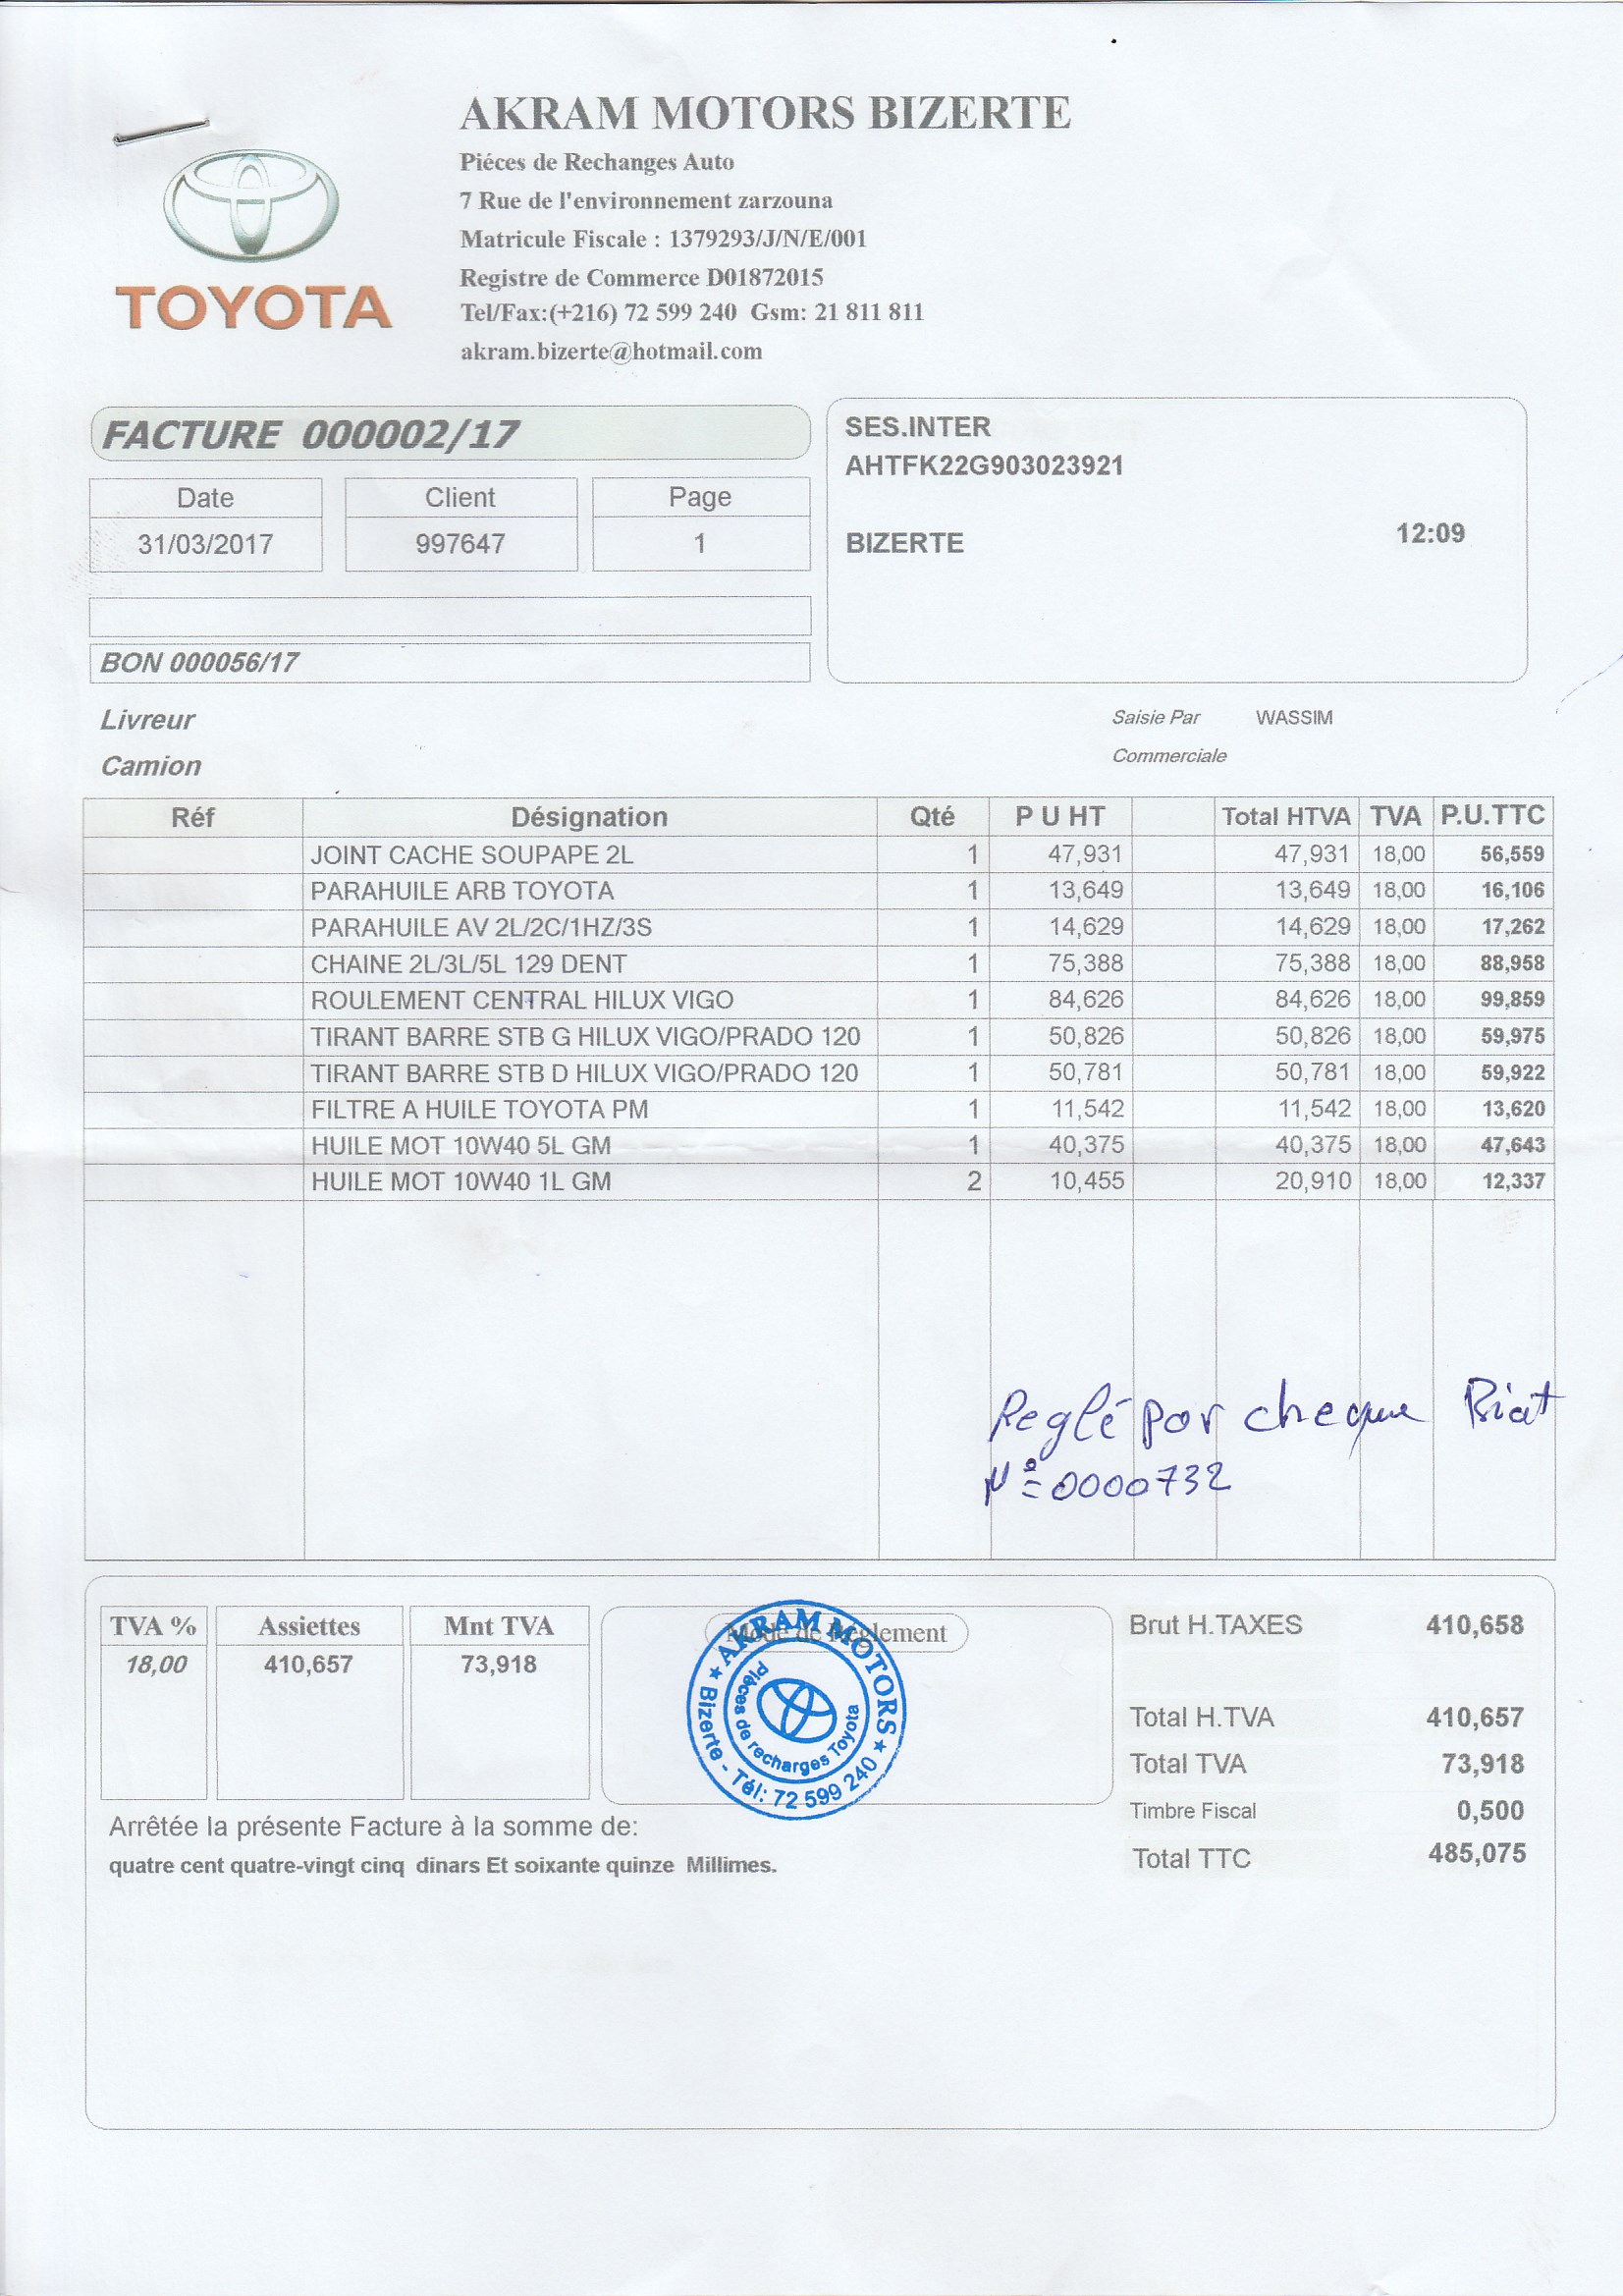 AKRAM MOTORS BIZERTE
Piéces de Rechanges Auto
7 Rue de l'environnement zarzouna
Matricule Fiscale : 1379293/J/N/E/001
Registre de Commerce D01872015
Tel/Fax:(+216) 72 599 240 Gsm: 21 811 811
akram.bizerte@hotmail.com
TOYOTA
FACTURE 000002/17
Date Client Page
31/03/2017 997647 1
BON 000056/17
SES.INTER
AHTFK22G903023921
BIZERTE 12:09
Livreur
Camion
Saisie Par WASSIM
Commerciale
Réf Désignation Qté P U HT Total HTVA TVA P.U.TTC
JOINT CACHE SOUPAPE 2L 1 47,931 47,931 18,00 56,559
PARAHUILE ARB TOYOTA 1 13,649 13,649 18,00 16,106
PARAHUILE AV 2L/2C/1HZ/3S 1 14,629 14,629 18,00 17,262
CHAINE 2L/3L/5L 129 DENT 1 75,388 75,388 18,00 88,958
ROULEMENT CENTRAL HILUX VIGO 1 84,626 84,626 18,00 99,859
TIRANT BARRE STB G HILUX VIGO/PRADO 120 1 50,826 50,826 18,00 59,975
TIRANT BARRE STB D HILUX VIGO/PRADO 120 1 50,781 50,781 18,00 59,922
FILTRE A HUILE TOYOTA PM 1 11,542 11,542 18,00 13,620
HUILE MOT 10W40 5L GM 1 40,375 40,375 18,00 47,643
HUILE MOT 10W40 1L GM 2 10,455 20,910 18,00 12,337
Reglé par cheque Biat
N°=0000732
TVA % Assiettes Mnt TVA
18,00 410,657 73,918
Mode de Réglement
AKRAM MOTORS
Bizerte - Tél: 72 599 240
Pièces de recharges Toyota
Brut H.TAXES 410,658
Total H.TVA 410,657
Total TVA 73,918
Timbre Fiscal 0,500
Total TTC 485,075
Arrêtée la présente Facture à la somme de:
quatre cent quatre-vingt cinq dinars Et soixante quinze Millimes.